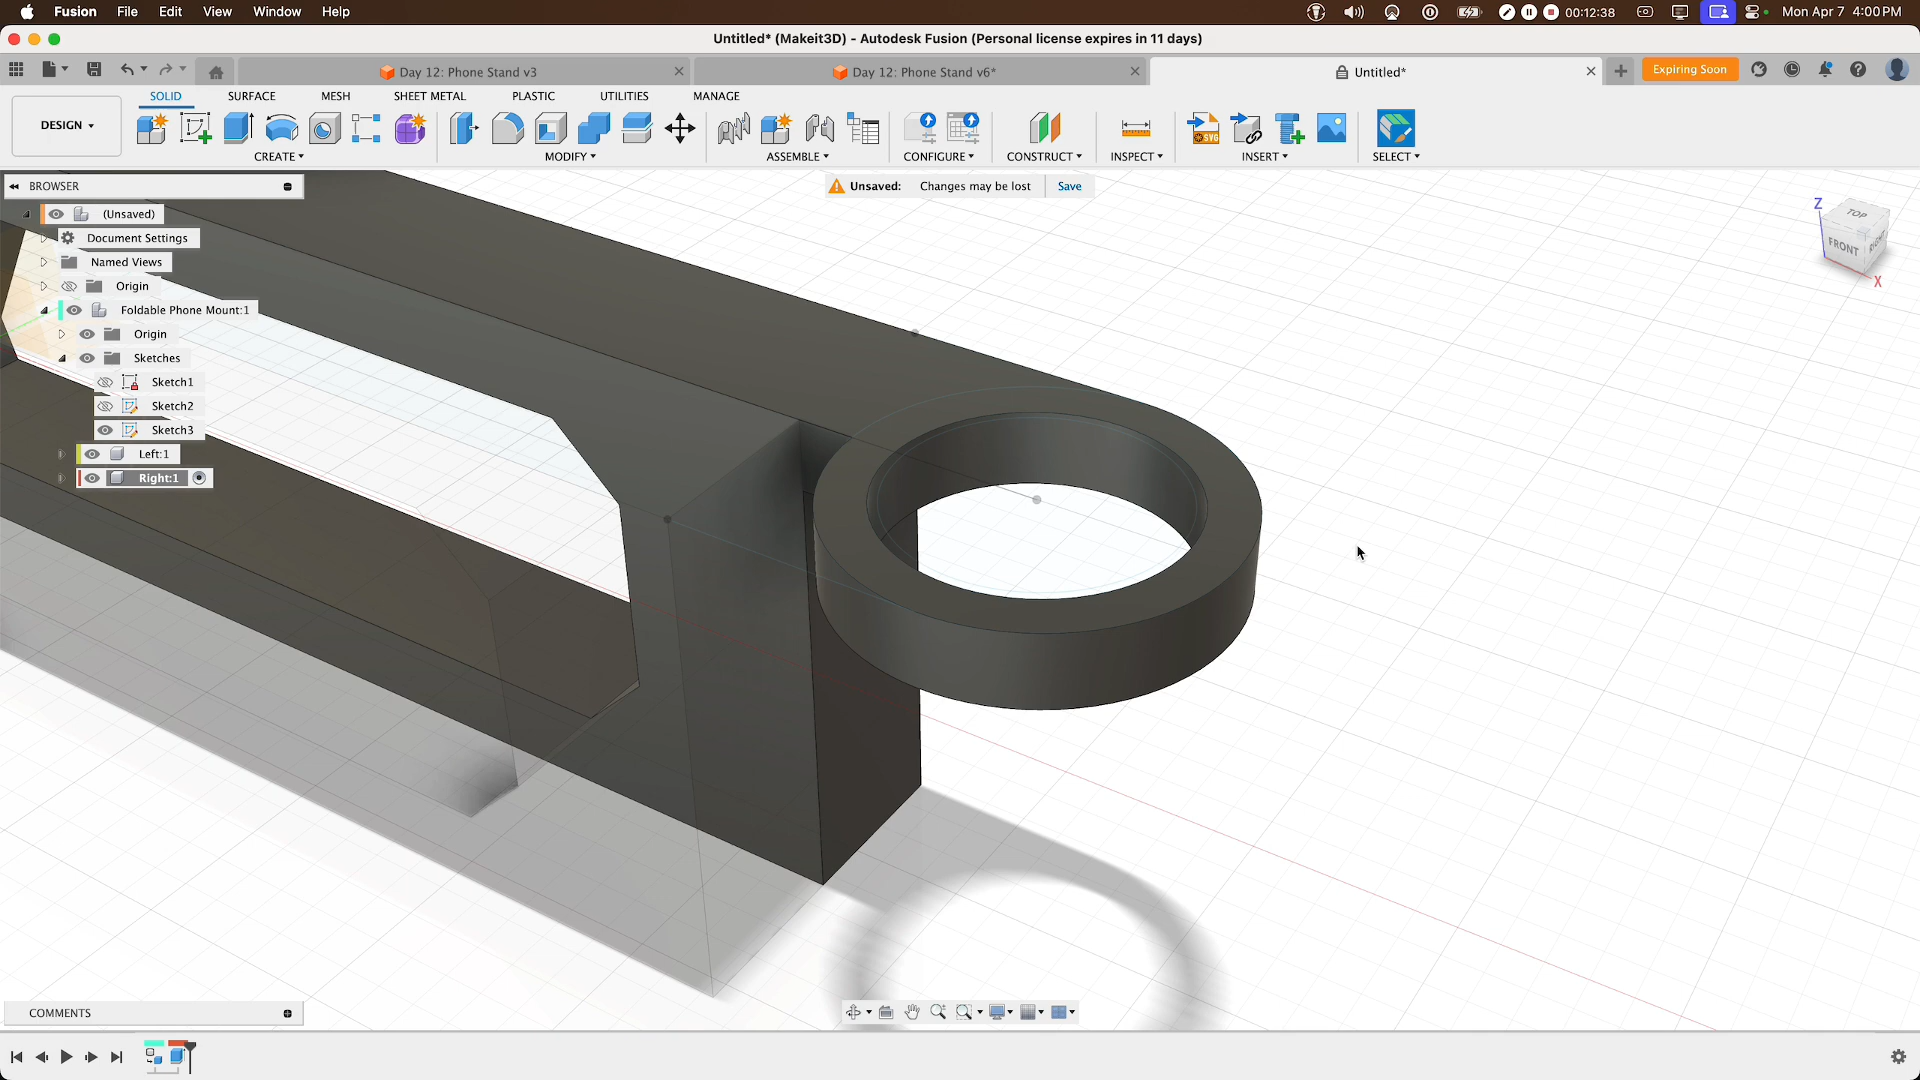 Fusion File Edit View Window Help 00:12:38 Mon Apr 7 4:00 PM
Untitled* (Makeit3D) - Autodesk Fusion (Personal license expires in 11 days)
Day 12: Phone Stand v3 Day 12: Phone Stand v6* Untitled* Expiring Soon
SOLID SURFACE MESH SHEET METAL PLASTIC UTILITIES MANAGE
DESIGN
CREATE MODIFY ASSEMBLE CONFIGURE CONSTRUCT INSPECT INSERT SELECT
BROWSER
Unsaved: Changes may be lost Save
(Unsaved)
Document Settings
Named Views
Origin
Foldable Phone Mount:1
Origin
Sketches
Sketch1
Sketch2
Sketch3
Left:1
Right:1
Z
TOP
FRONT
RIGHT
X
COMMENTS